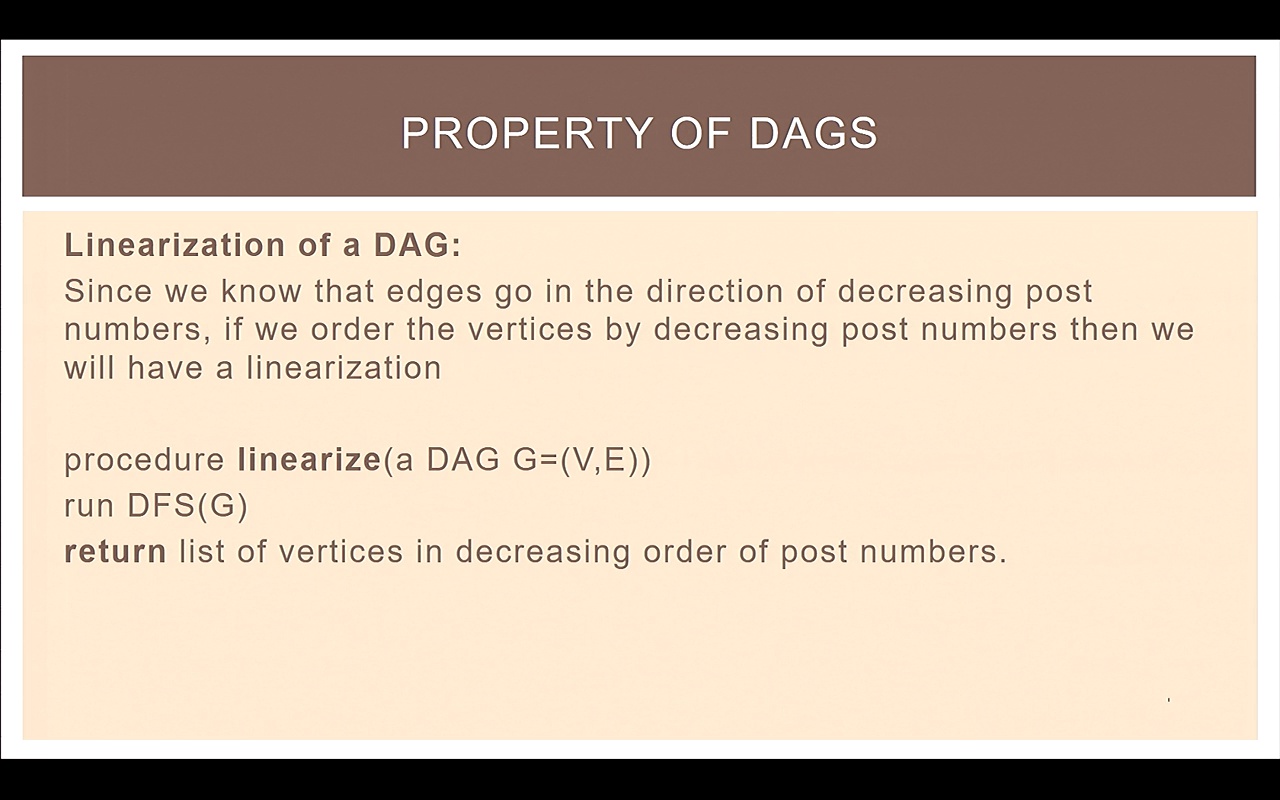 PROPERTY OF DAGS
Linearization of a DAG:
Since we know that edges go in the direction of decreasing post
numbers, if we order the vertices by decreasing post numbers then we
will have a linearization
procedure linearize(a DAG G=(V,E))
run DFS(G)
return list of vertices in decreasing order of post numbers.